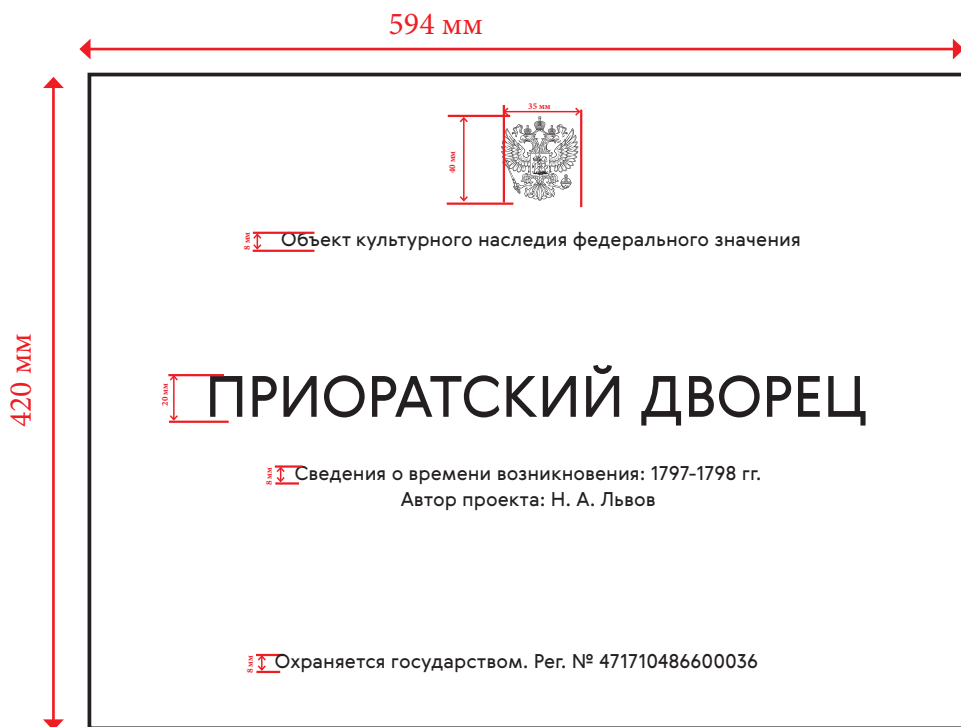 594 мм
35 мм
40 мм
8 мм
Объект культурного наследия федерального значения
420 мм
20 мм
ПРИОРАТСКИЙ ДВОРЕЦ
8 мм
Сведения о времени возникновения: 1797-1798 гг.
Автор проекта: Н. А. Львов
8 мм
Охраняется государством. Рег. № 471710486600036